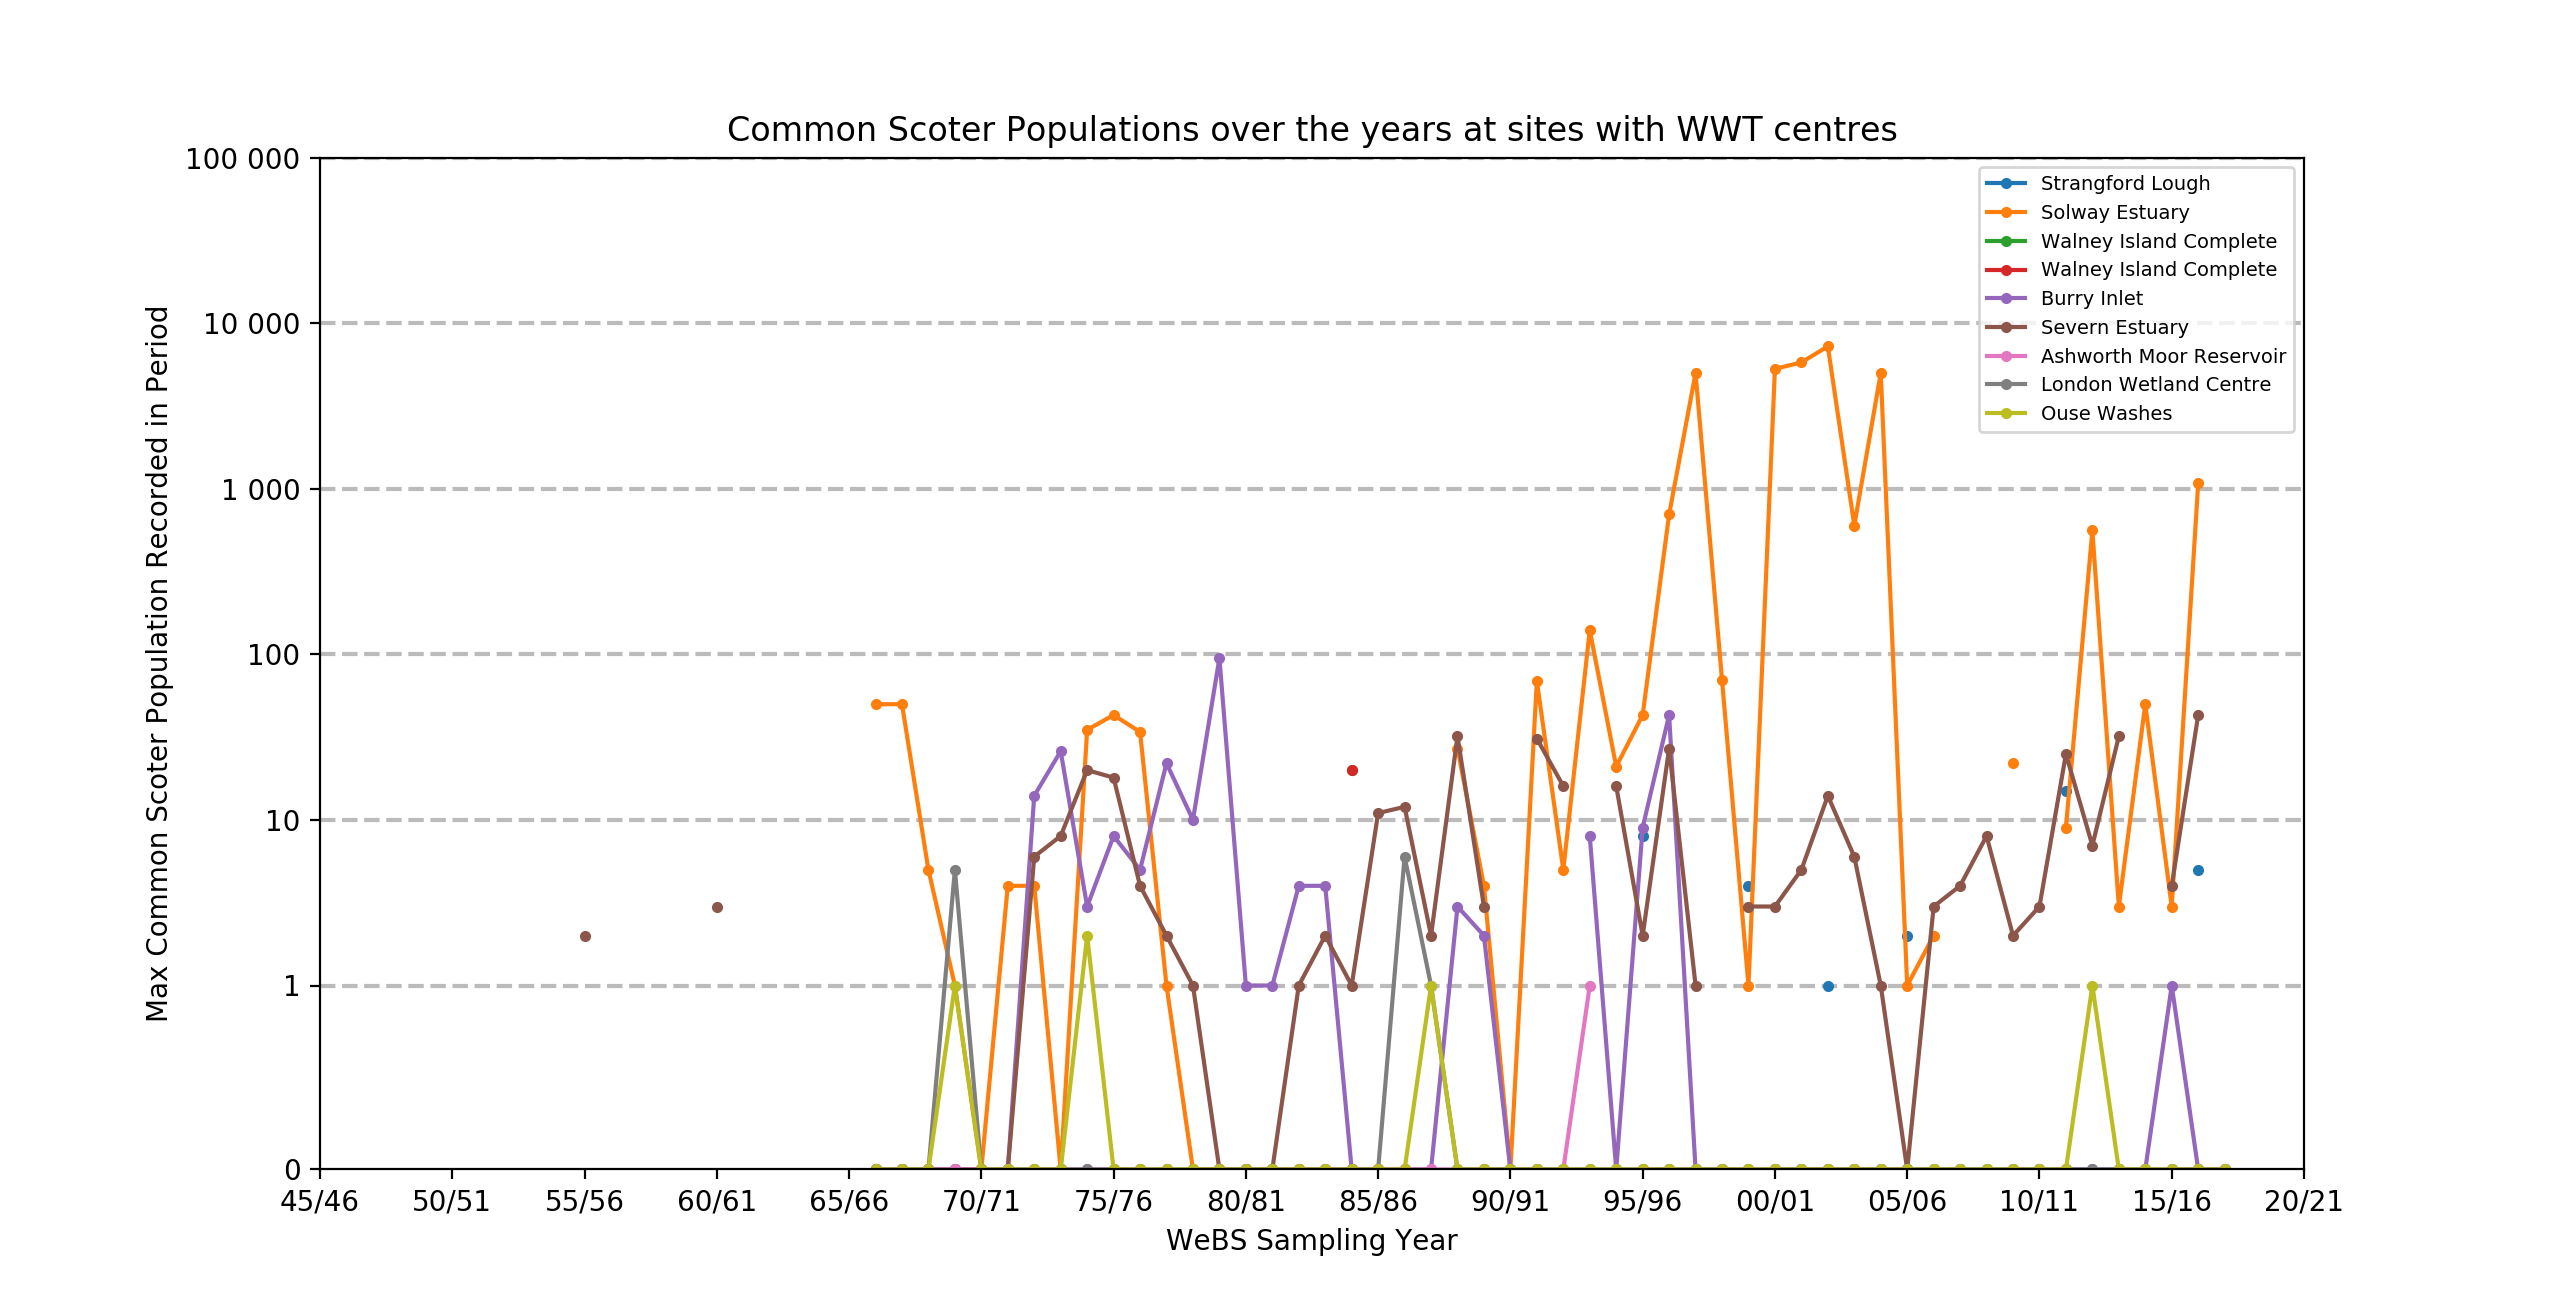 Common Scoter Populations over the years at sites with WWT centres
100 000
10 000
1 000
100
10
1
0
Max Common Scoter Population Recorded in Period
Strangford Lough
Solway Estuary
Walney Island Complete
Walney Island Complete
Burry Inlet
Severn Estuary
Ashworth Moor Reservoir
London Wetland Centre
Ouse Washes
45/46 50/51 55/56 60/61 65/66 70/71 75/76 80/81 85/86 90/91 95/96 00/01 05/06 10/11 15/16 20/21
WeBS Sampling Year